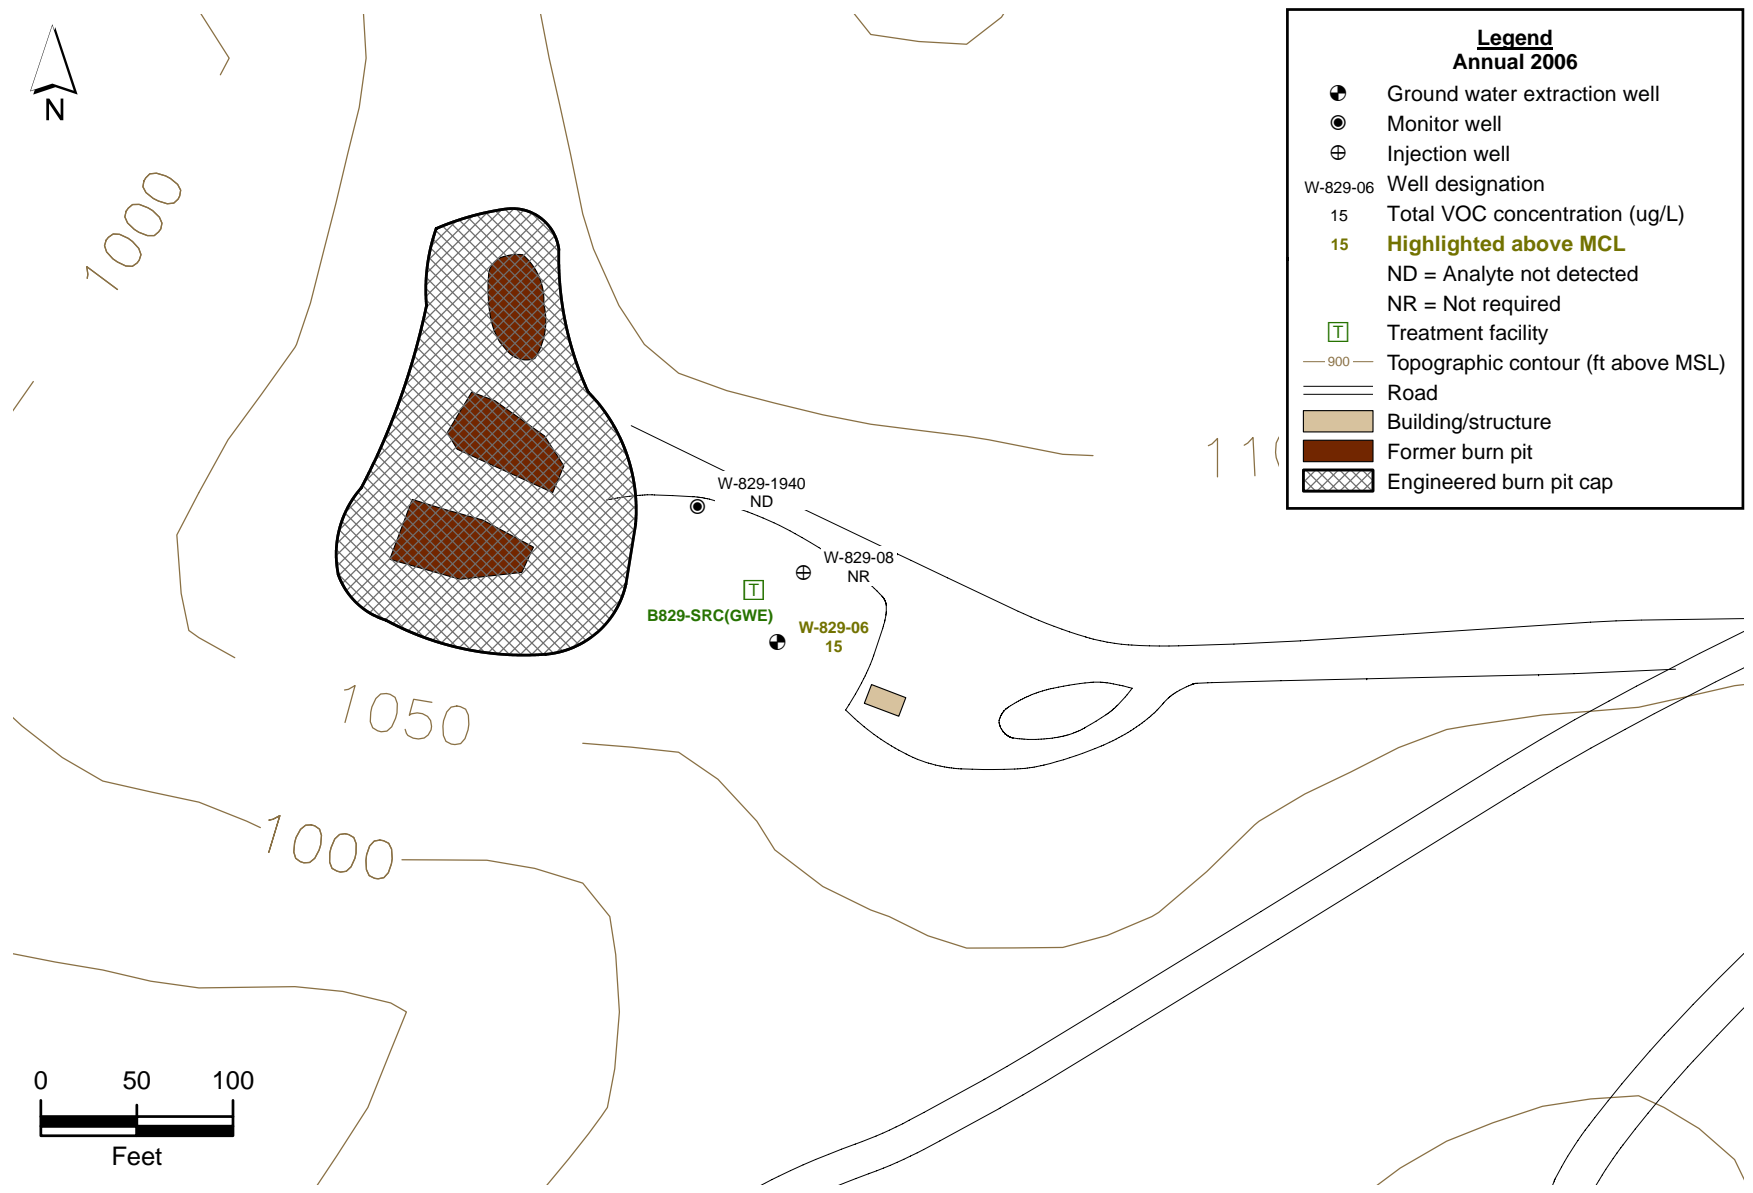 Legend
Annual 2006
Ground water extraction well
Monitor well
Injection well
W-829-06 Well designation
15 Total VOC concentration (ug/L)
15 Highlighted above MCL
ND = Analyte not detected
NR = Not required
T Treatment facility
900 Topographic contour (ft above MSL)
Road
Building/structure
Former burn pit
Engineered burn pit cap
N
1000
W-829-1940
ND
W-829-08
NR
T
B829-SRC(GWE)
W-829-06
15
1050
1000
0 50 100
Feet